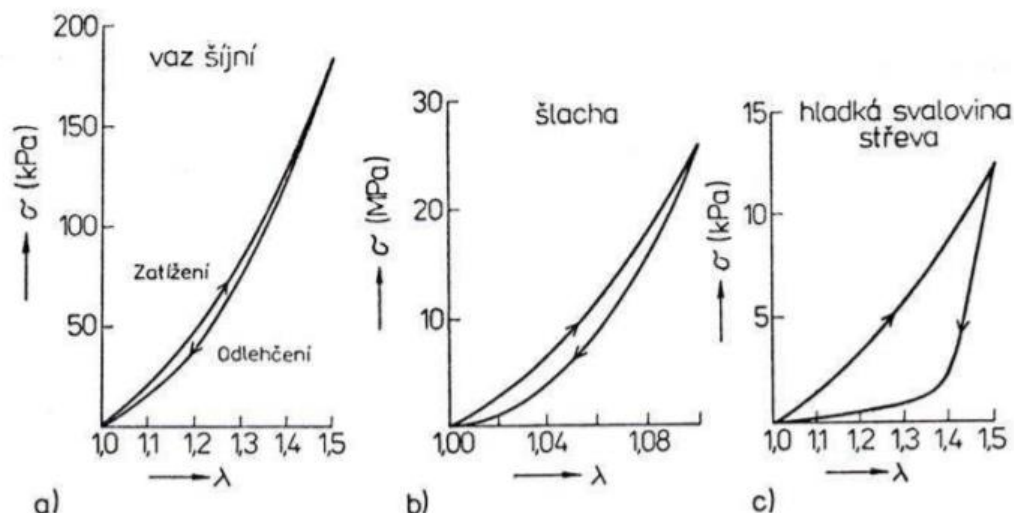 200
150
100
50
σ (kPa)
vaz šíjní
Zatížení
Odlehčení
1,0 1,1 1,2 1,3 1,4 1,5
λ
a)
30
20
10
σ (MPa)
šlacha
1,00 1,04 1,08
λ
b)
15
10
5
σ (kPa)
hladká svalovina
střeva
1,0 1,1 1,2 1,3 1,4 1,5
λ
c)